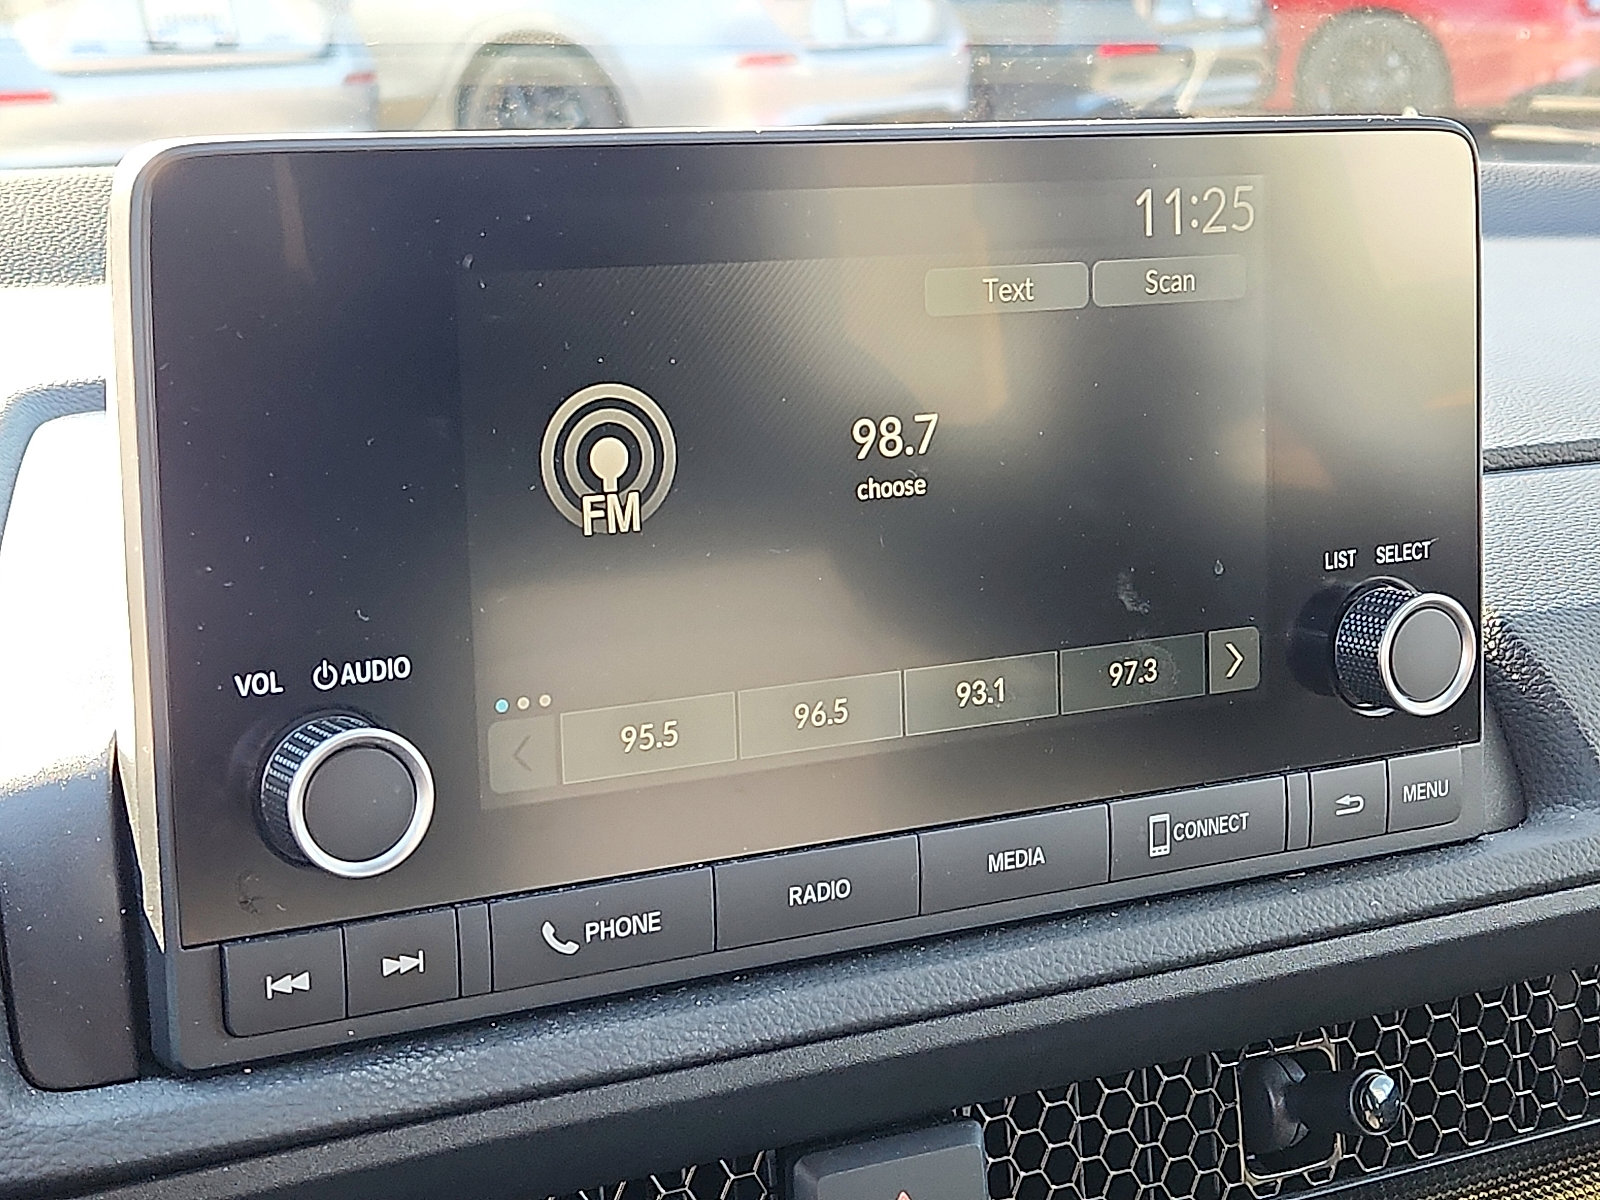 11:25
Text Scan
FM
98.7
choose
LIST SELECT
VOL AUDIO
95.5 96.5 93.1 97.3
PHONE RADIO MEDIA CONNECT MENU